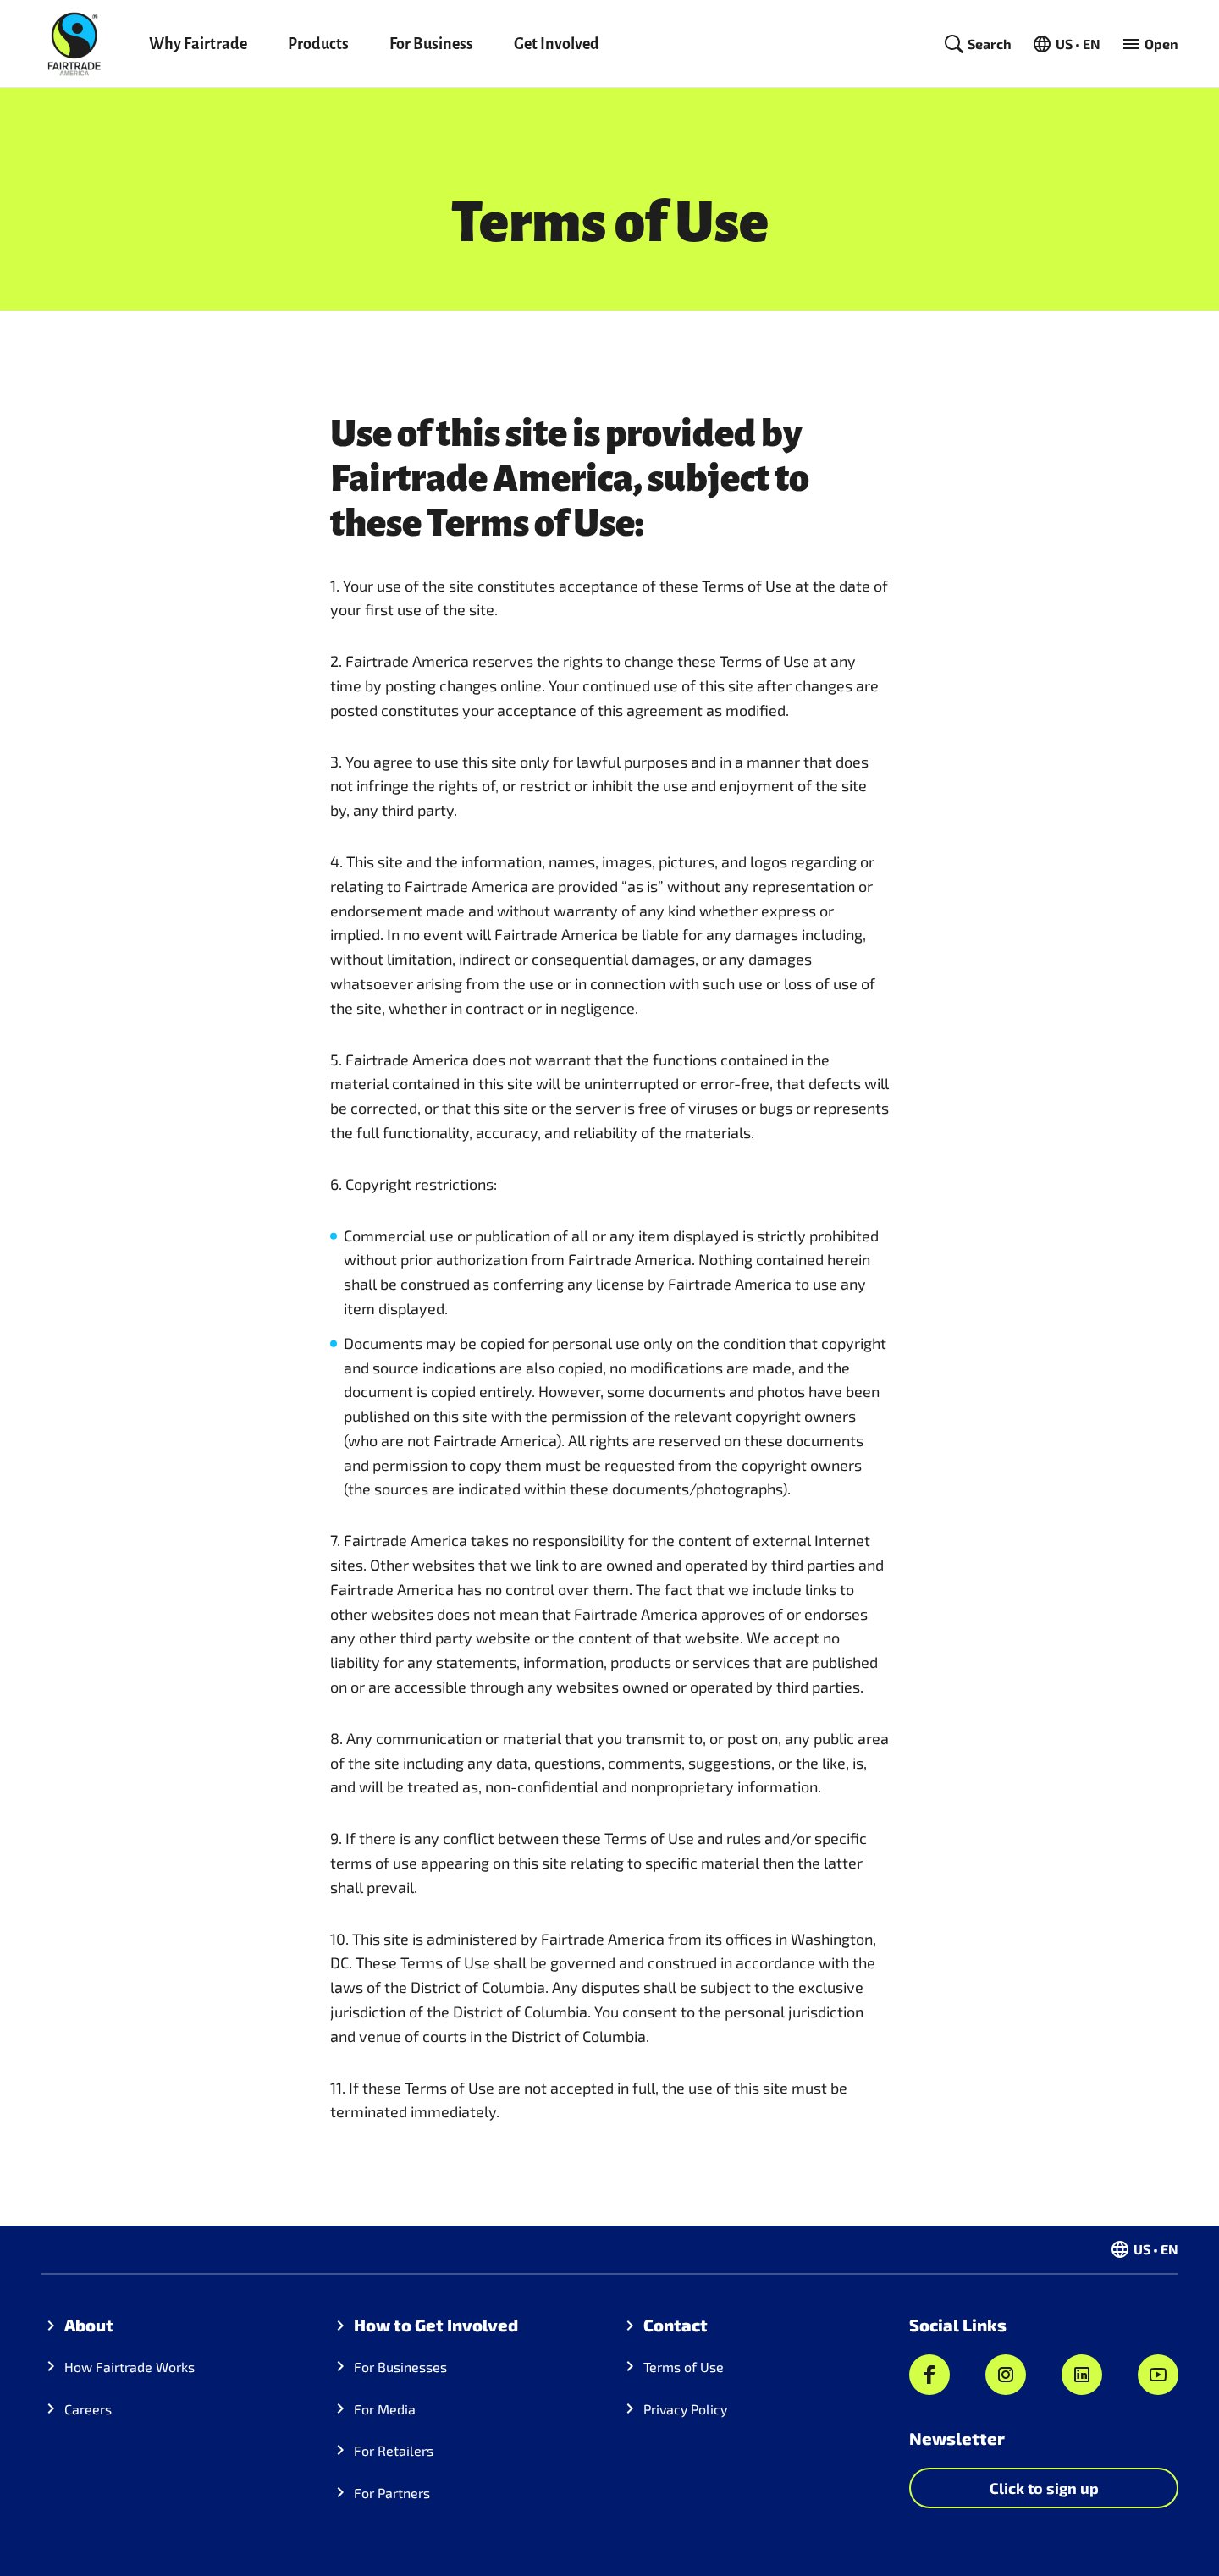 FAIRTRADE
AMERICA
®
Why Fairtrade
Products
For Business
Get Involved
Search
US • EN
Open
Terms of Use
Use of this site is provided by
Fairtrade America, subject to
these Terms of Use:
1. Your use of the site constitutes acceptance of these Terms of Use at the date of
your first use of the site.
2. Fairtrade America reserves the rights to change these Terms of Use at any
time by posting changes online. Your continued use of this site after changes are
posted constitutes your acceptance of this agreement as modified.
3. You agree to use this site only for lawful purposes and in a manner that does
not infringe the rights of, or restrict or inhibit the use and enjoyment of the site
by, any third party.
4. This site and the information, names, images, pictures, and logos regarding or
relating to Fairtrade America are provided “as is” without any representation or
endorsement made and without warranty of any kind whether express or
implied. In no event will Fairtrade America be liable for any damages including,
without limitation, indirect or consequential damages, or any damages
whatsoever arising from the use or in connection with such use or loss of use of
the site, whether in contract or in negligence.
5. Fairtrade America does not warrant that the functions contained in the
material contained in this site will be uninterrupted or error-free, that defects will
be corrected, or that this site or the server is free of viruses or bugs or represents
the full functionality, accuracy, and reliability of the materials.
6. Copyright restrictions:
Commercial use or publication of all or any item displayed is strictly prohibited
without prior authorization from Fairtrade America. Nothing contained herein
shall be construed as conferring any license by Fairtrade America to use any
item displayed.
Documents may be copied for personal use only on the condition that copyright
and source indications are also copied, no modifications are made, and the
document is copied entirely. However, some documents and photos have been
published on this site with the permission of the relevant copyright owners
(who are not Fairtrade America). All rights are reserved on these documents
and permission to copy them must be requested from the copyright owners
(the sources are indicated within these documents/photographs).
7. Fairtrade America takes no responsibility for the content of external Internet
sites. Other websites that we link to are owned and operated by third parties and
Fairtrade America has no control over them. The fact that we include links to
other websites does not mean that Fairtrade America approves of or endorses
any other third party website or the content of that website. We accept no
liability for any statements, information, products or services that are published
on or are accessible through any websites owned or operated by third parties.
8. Any communication or material that you transmit to, or post on, any public area
of the site including any data, questions, comments, suggestions, or the like, is,
and will be treated as, non-confidential and nonproprietary information.
9. If there is any conflict between these Terms of Use and rules and/or specific
terms of use appearing on this site relating to specific material then the latter
shall prevail.
10. This site is administered by Fairtrade America from its offices in Washington,
DC. These Terms of Use shall be governed and construed in accordance with the
laws of the District of Columbia. Any disputes shall be subject to the exclusive
jurisdiction of the District of Columbia. You consent to the personal jurisdiction
and venue of courts in the District of Columbia.
11. If these Terms of Use are not accepted in full, the use of this site must be
terminated immediately.
US • EN
About
How Fairtrade Works
Careers
How to Get Involved
For Businesses
For Media
For Retailers
For Partners
Contact
Terms of Use
Privacy Policy
Social Links
Newsletter
Click to sign up